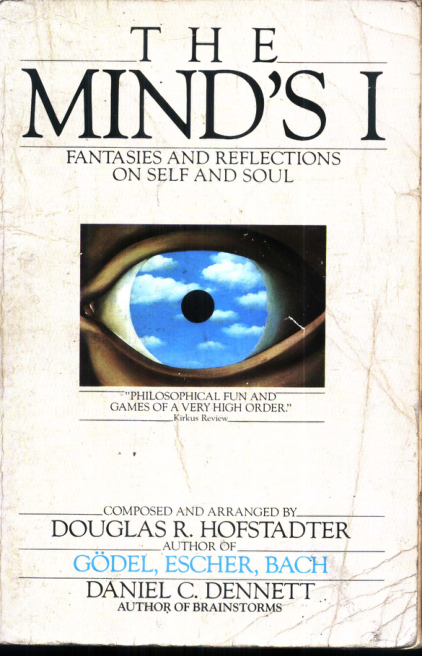 THE
MIND'S I
FANTASIES AND REFLECTIONS
ON SELF AND SOUL
"PHILOSOPHICAL FUN AND
GAMES OF A VERY HIGH ORDER."
Kirkus Review
COMPOSED AND ARRANGED BY
DOUGLAS R. HOFSTADTER
AUTHOR OF
GÖDEL, ESCHER, BACH
DANIEL C. DENNETT
AUTHOR OF BRAINSTORMS